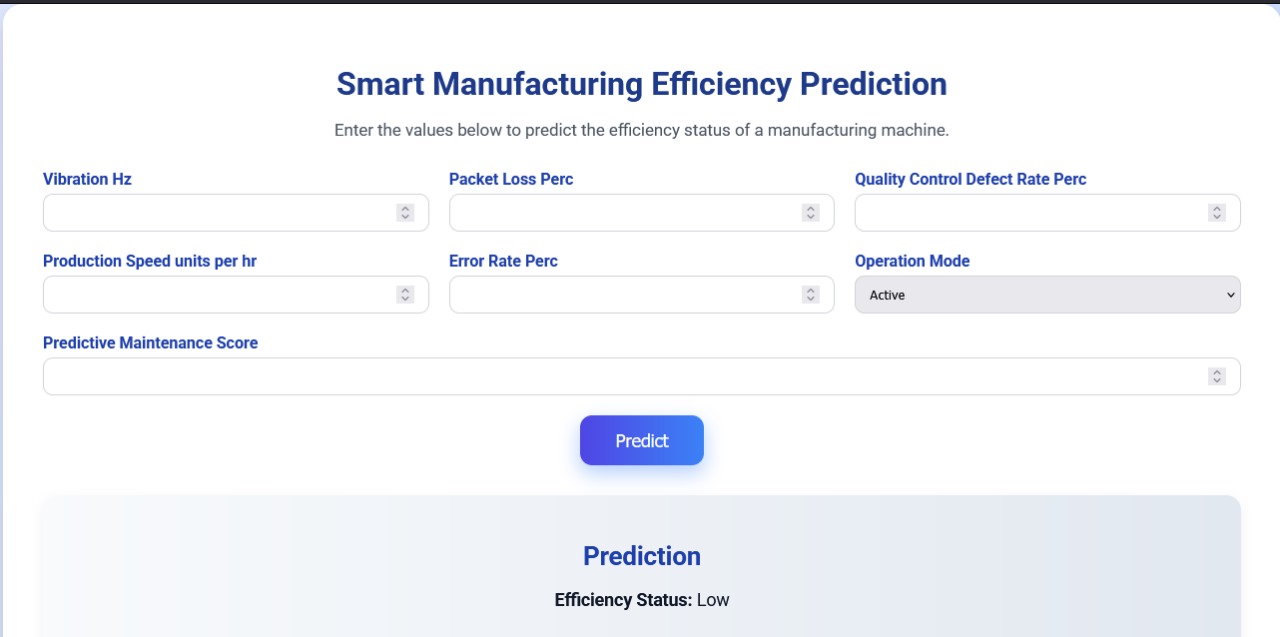 Smart Manufacturing Efficiency Prediction
Enter the values below to predict the efficiency status of a manufacturing machine.
Vibration Hz
Packet Loss Perc
Quality Control Defect Rate Perc
Production Speed units per hr
Error Rate Perc
Operation Mode
Active
Predictive Maintenance Score
Predict
Prediction
Efficiency Status: Low